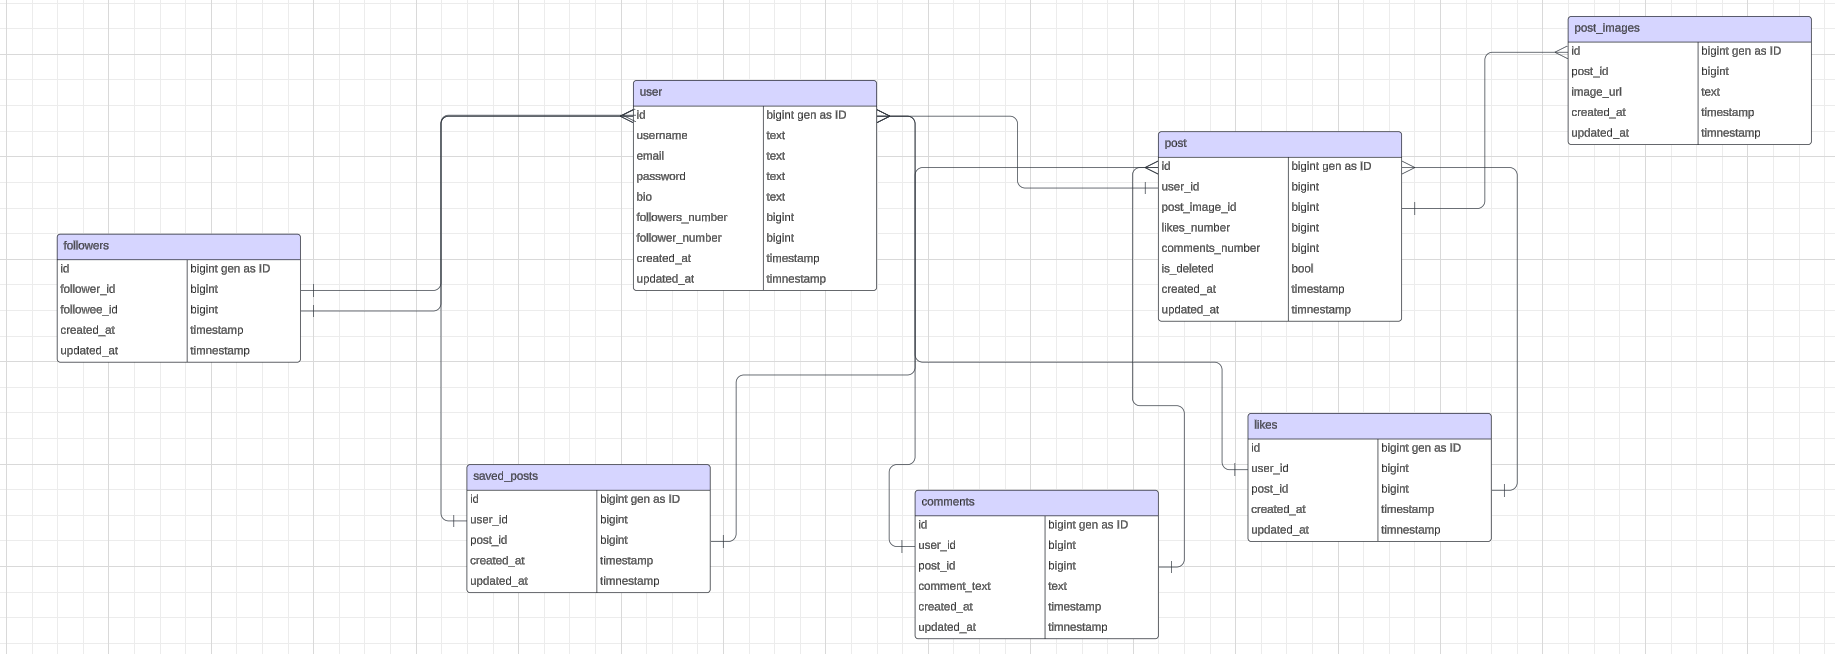 post_images
id bigint gen as ID
post_id bigint
image_url text
created_at timestamp
updated_at timnestamp
user
id bigint gen as ID
username text
email text
password text
bio text
followers_number bigint
follower_number bigint
created_at timestamp
updated_at timnestamp
post
id bigint gen as ID
user_id bigint
post_image_id bigint
likes_number bigint
comments_number bigint
is_deleted bool
created_at timestamp
updated_at timnestamp
followers
id bigint gen as ID
follower_id bigint
followee_id bigint
created_at timestamp
updated_at timnestamp
likes
id bigint gen as ID
user_id bigint
post_id bigint
created_at timestamp
updated_at timnestamp
saved_posts
id bigint gen as ID
user_id bigint
post_id bigint
created_at timestamp
updated_at timnestamp
comments
id bigint gen as ID
user_id bigint
post_id bigint
comment_text text
created_at timestamp
updated_at timnestamp